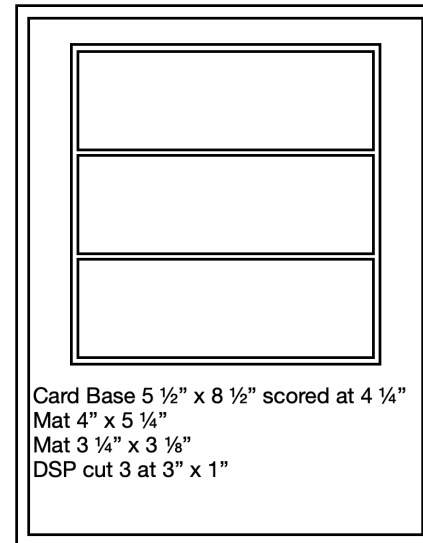 Card Base 5 ½” x 8 ½” scored at 4 ¼”
Mat 4” x 5 ¼”
Mat 3 ¼” x 3 ⅛”
DSP cut 3 at 3” x 1”